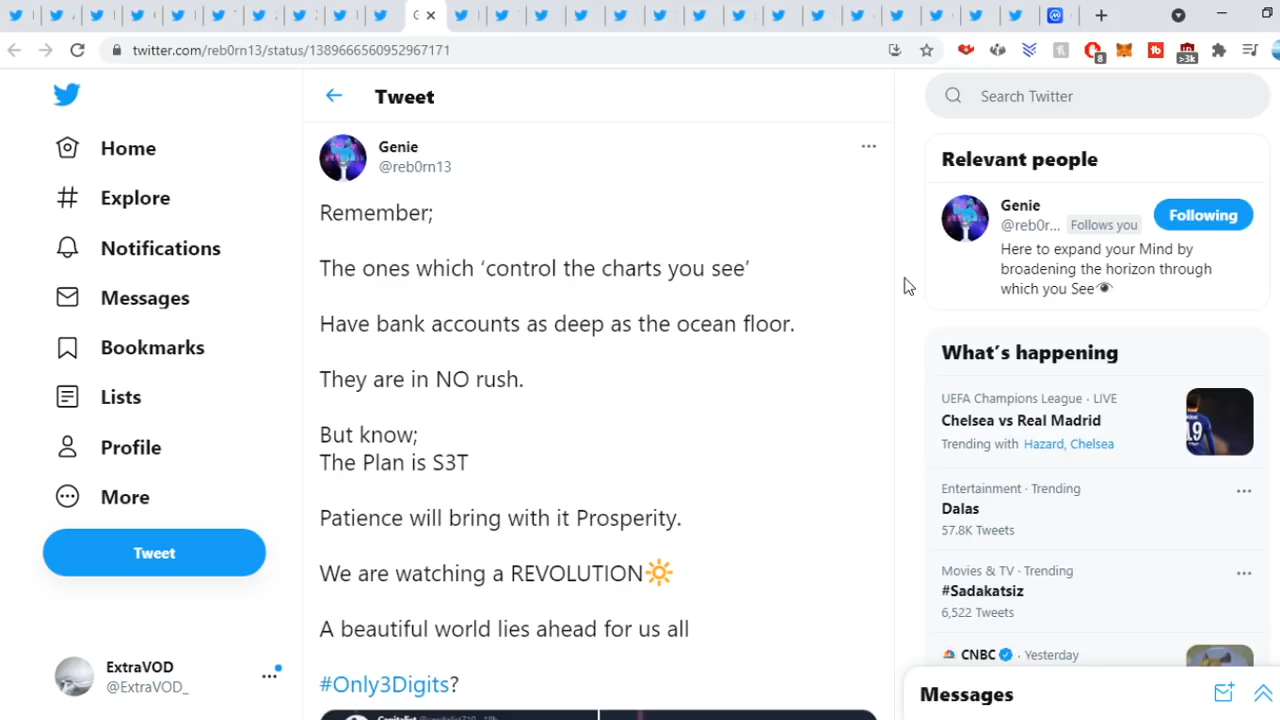 twitter.com/reb0rn13/status/1389666560952967171
8
>3k
Home
Explore
Notifications
Messages
Bookmarks
Lists
Profile
More
Tweet
ExtraVOD
@ExtraVOD_
Tweet
Genie
@reb0rn13
Remember;
The ones which ‘control the charts you see’
Have bank accounts as deep as the ocean floor.
They are in NO rush.
But know;
The Plan is S3T
Patience will bring with it Prosperity.
We are watching a REVOLUTION
A beautiful world lies ahead for us all
#Only3Digits?
Search Twitter
Relevant people
Genie
@reb0r... Follows you
Following
Here to expand your Mind by
broadening the horizon through
which you See
What’s happening
UEFA Champions League · LIVE
Chelsea vs Real Madrid
Trending with Hazard, Chelsea
19
Entertainment · Trending
Dalas
57.8K Tweets
Movies & TV · Trending
#Sadakatsiz
6,522 Tweets
CNBC · Yesterday
Messages